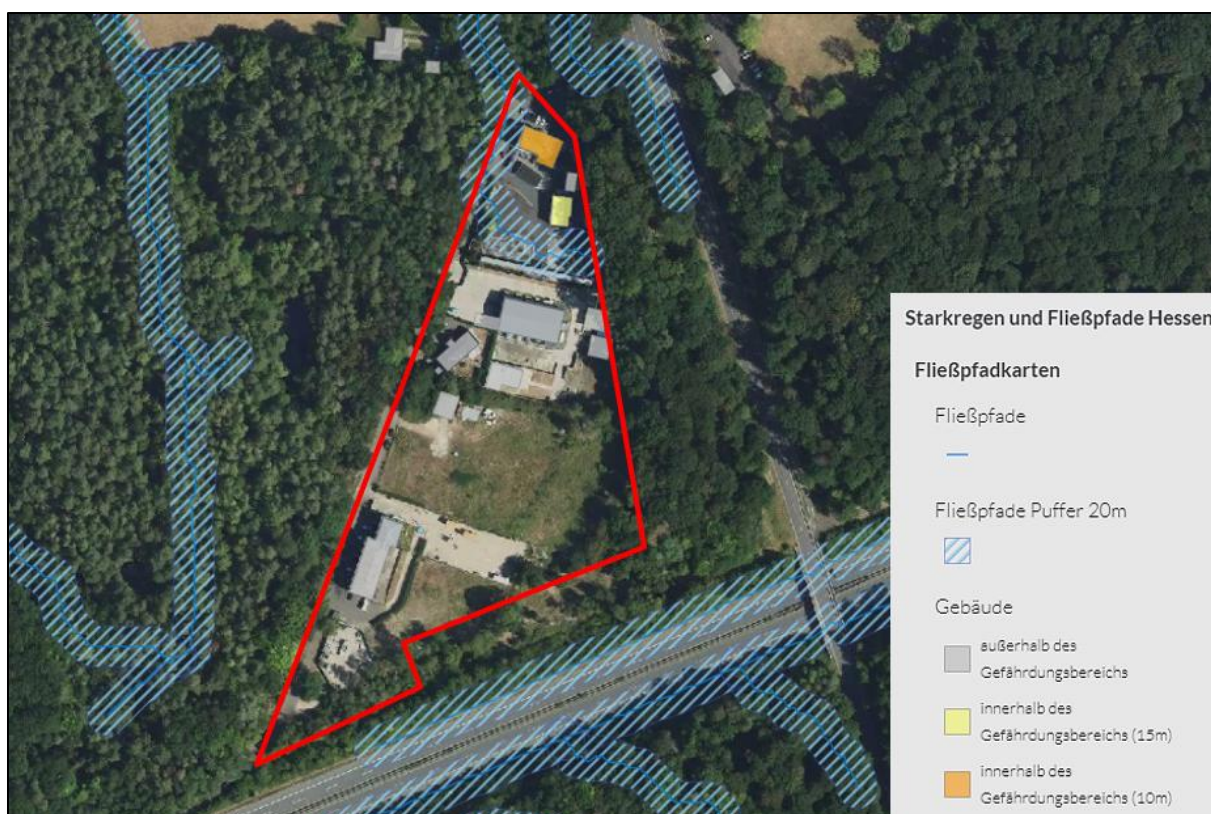 Starkregen und Fließpfade Hessen
Fließpfadkarten
Fließpfade
Fließpfade Puffer 20m
Gebäude
außerhalb des
Gefährdungsbereichs
innerhalb des
Gefährdungsbereichs (15m)
innerhalb des
Gefährdungsbereichs (10m)